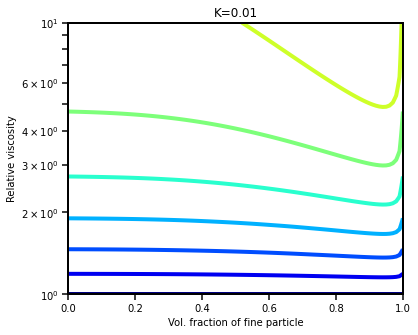 K=0.01
10¹
6 × 10⁰
4 × 10⁰
3 × 10⁰
2 × 10⁰
10⁰
Relative viscosity
0.0 0.2 0.4 0.6 0.8 1.0
Vol. fraction of fine particle